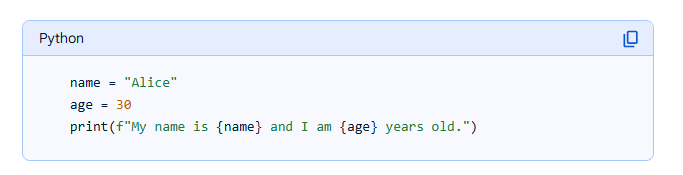 Python
name = "Alice"
age = 30
print(f"My name is {name} and I am {age} years old.")